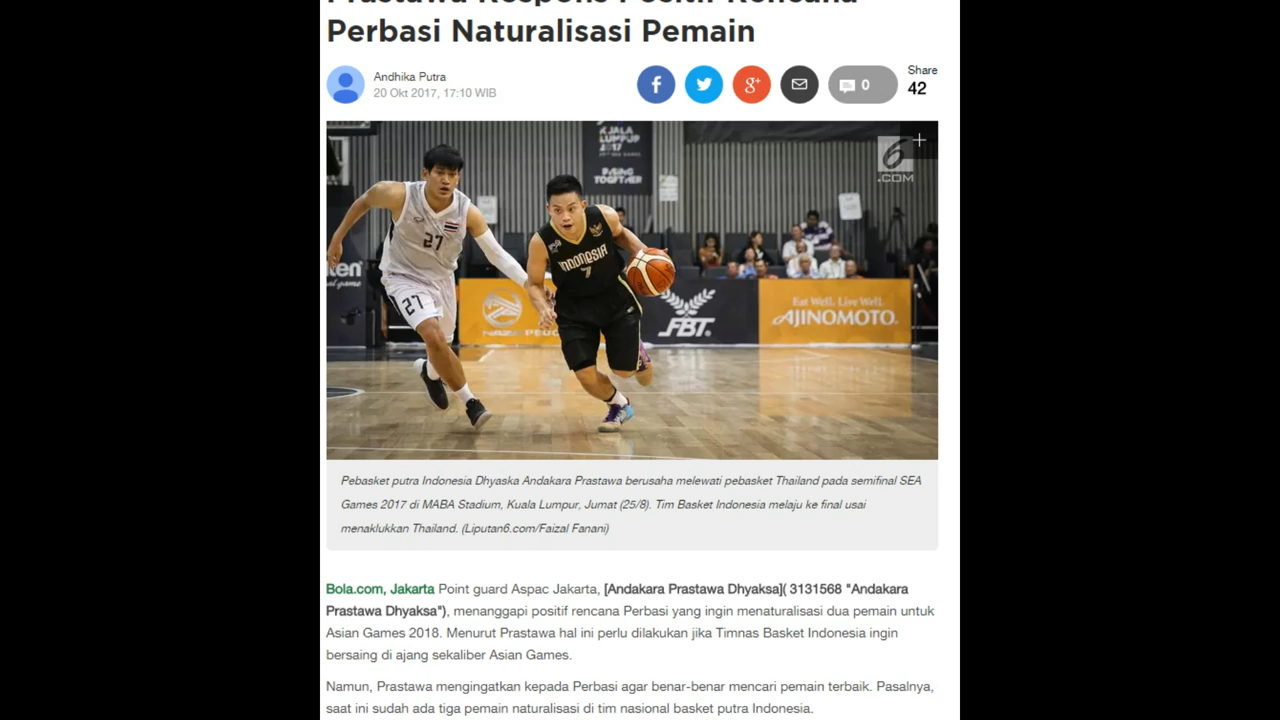 Prastawa Respons Positif Rencana
Perbasi Naturalisasi Pemain
Andhika Putra
20 Okt 2017, 17:10 WIB
0
Share
42
KUALA
LUMPUR
2017
RISING
TOGETHER
6
.COM
27
INDONESIA
7
27
FBT
Eat Well, Live Well.
AJINOMOTO
Pebasket putra Indonesia Dhyaska Andakara Prastawa berusaha melewati pebasket Thailand pada semifinal SEA
Games 2017 di MABA Stadium, Kuala Lumpur, Jumat (25/8). Tim Basket Indonesia melaju ke final usai
menaklukkan Thailand. (Liputan6.com/Faizal Fanani)
Bola.com, Jakarta Point guard Aspac Jakarta, [Andakara Prastawa Dhyaksa]( 3131568 "Andakara
Prastawa Dhyaksa"), menanggapi positif rencana Perbasi yang ingin menaturalisasi dua pemain untuk
Asian Games 2018. Menurut Prastawa hal ini perlu dilakukan jika Timnas Basket Indonesia ingin
bersaing di ajang sekaliber Asian Games.
Namun, Prastawa mengingatkan kepada Perbasi agar benar-benar mencari pemain terbaik. Pasalnya,
saat ini sudah ada tiga pemain naturalisasi di tim nasional basket putra Indonesia.